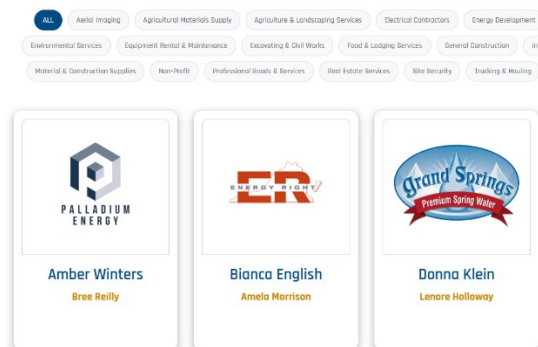 ALL Aerial Imaging Agricultural Materials Supply Agriculture & Landscaping Services Electrical Contractors Energy Development
Environmental Services Equipment Rental & Maintenance Excavating & Civil Works Food & Lodging Services General Construction In
Material & Construction Supplies Non-Profit Professional Goods & Services Real Estate Services Site Security Trucking & Hauling
PALLADIUM
ENERGY
ENERGY RIGHT
ER
Grand Springs
Premium Spring Water
Amber Winters
Bree Reilly
Bianca English
Amela Morrison
Donna Klein
Lenore Holloway